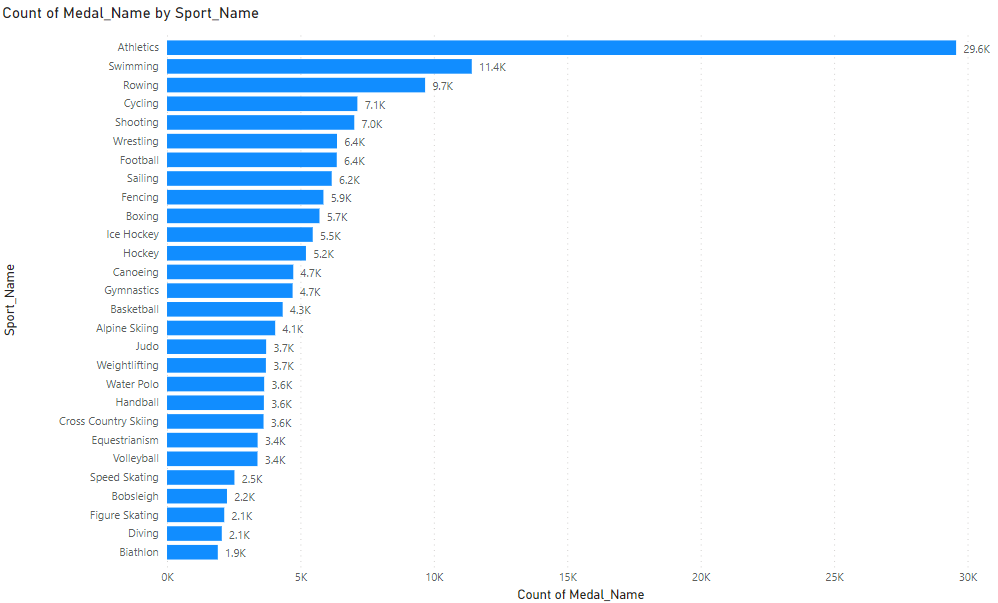 Count of Medal_Name by Sport_Name
Sport_Name
Athletics 29.6K
Swimming 11.4K
Rowing 9.7K
Cycling 7.1K
Shooting 7.0K
Wrestling 6.4K
Football 6.4K
Sailing 6.2K
Fencing 5.9K
Boxing 5.7K
Ice Hockey 5.5K
Hockey 5.2K
Canoeing 4.7K
Gymnastics 4.7K
Basketball 4.3K
Alpine Skiing 4.1K
Judo 3.7K
Weightlifting 3.7K
Water Polo 3.6K
Handball 3.6K
Cross Country Skiing 3.6K
Equestrianism 3.4K
Volleyball 3.4K
Speed Skating 2.5K
Bobsleigh 2.2K
Figure Skating 2.1K
Diving 2.1K
Biathlon 1.9K
0K 5K 10K 15K 20K 25K 30K
Count of Medal_Name